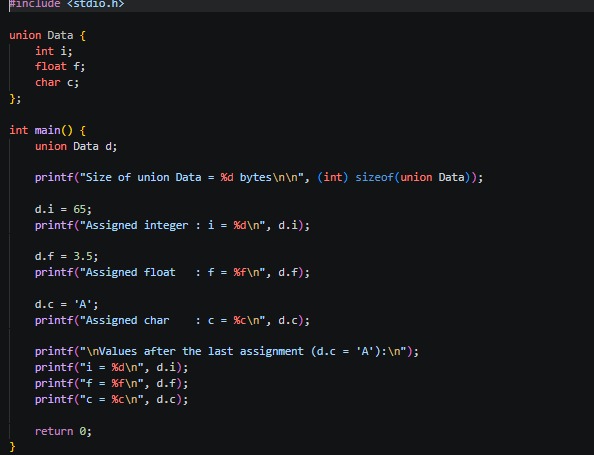 #include <stdio.h>

union Data {
    int i;
    float f;
    char c;
};

int main() {
    union Data d;

    printf("Size of union Data = %d bytes\n\n", (int) sizeof(union Data));

    d.i = 65;
    printf("Assigned integer : i = %d\n", d.i);

    d.f = 3.5;
    printf("Assigned float   : f = %f\n", d.f);

    d.c = 'A';
    printf("Assigned char    : c = %c\n", d.c);

    printf("\nValues after the last assignment (d.c = 'A'):\n");
    printf("i = %d\n", d.i);
    printf("f = %f\n", d.f);
    printf("c = %c\n", d.c);

    return 0;
}